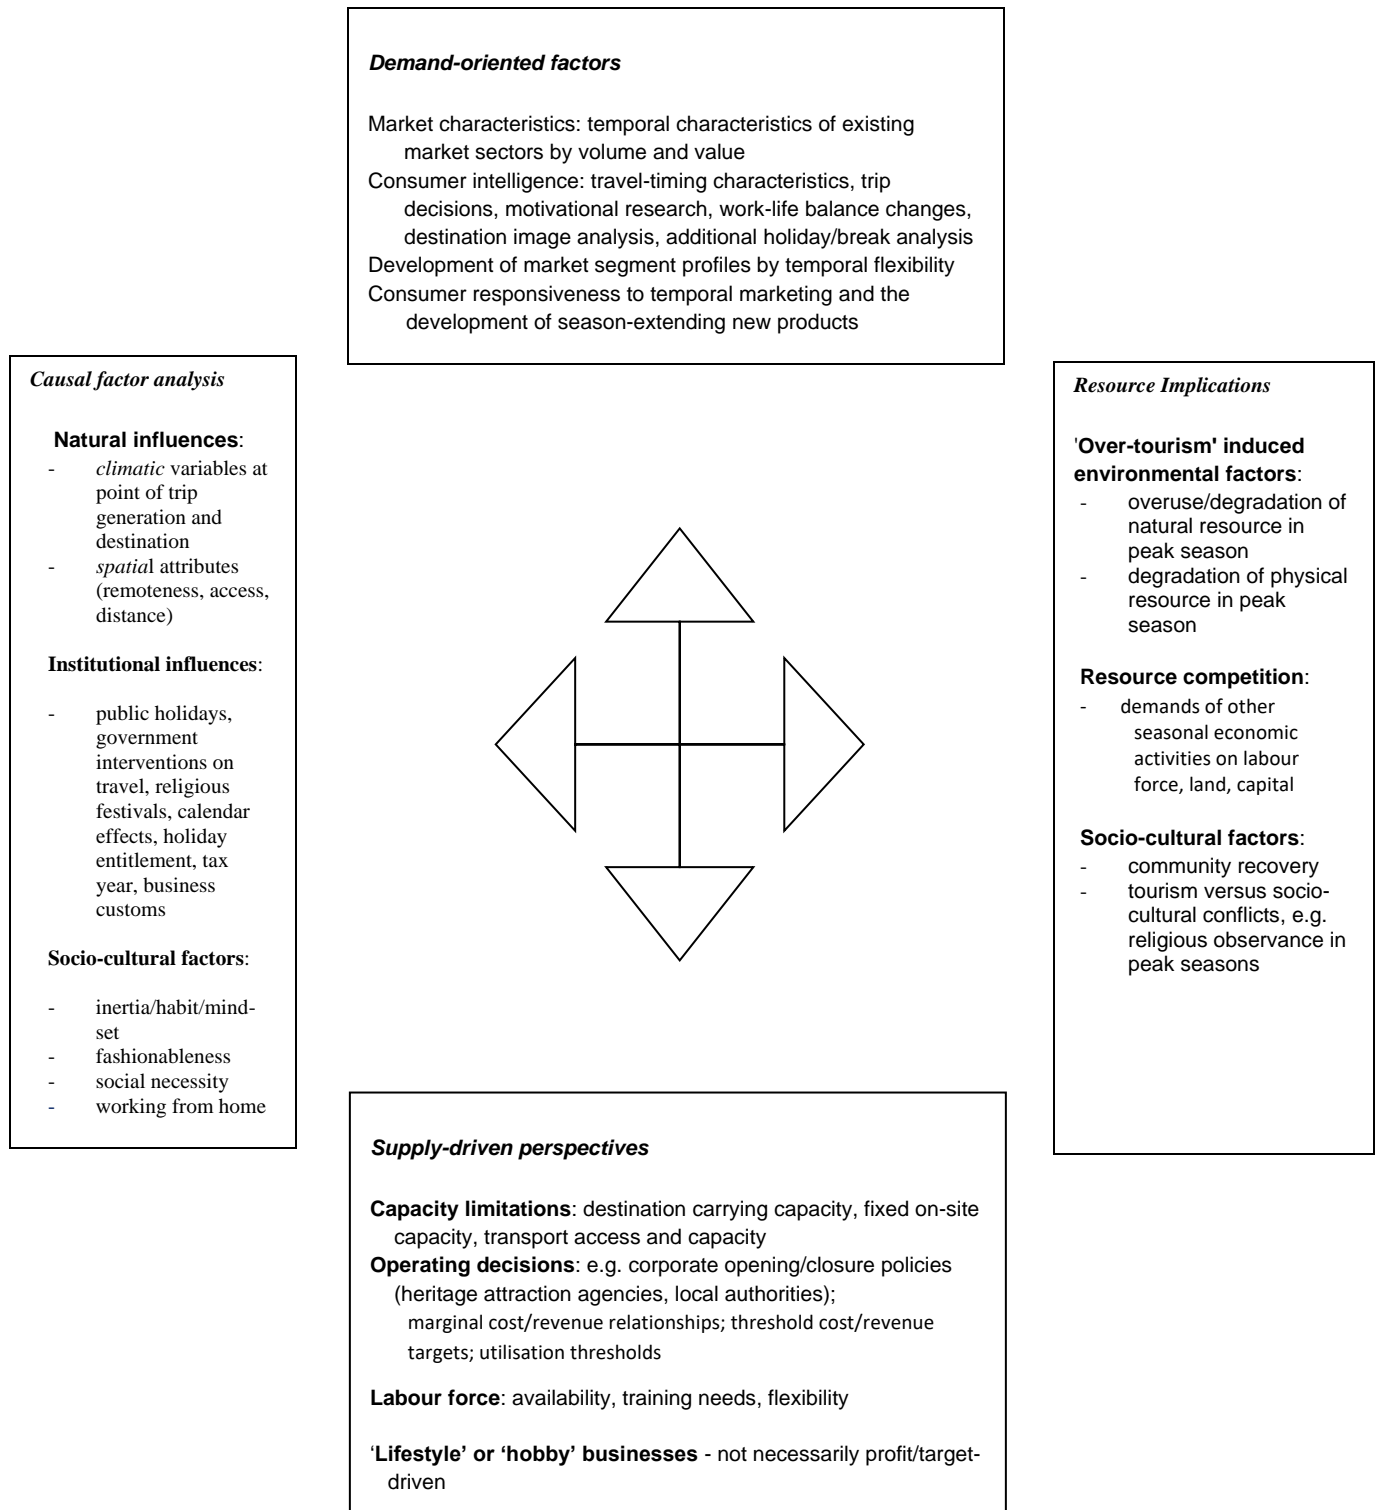 Demand-oriented factors
Market characteristics: temporal characteristics of existing
market sectors by volume and value
Consumer intelligence: travel-timing characteristics, trip
decisions, motivational research, work-life balance changes,
destination image analysis, additional holiday/break analysis
Development of market segment profiles by temporal flexibility
Consumer responsiveness to temporal marketing and the
development of season-extending new products
Causal factor analysis
Natural influences:
- climatic variables at
point of trip
generation and
destination
- spatial attributes
(remoteness, access,
distance)
Institutional influences:
- public holidays,
government
interventions on
travel, religious
festivals, calendar
effects, holiday
entitlement, tax
year, business
customs
Socio-cultural factors:
- inertia/habit/mind-
set
- fashionableness
- social necessity
- working from home
Resource Implications
'Over-tourism' induced
environmental factors:
- overuse/degradation of
natural resource in
peak season
- degradation of physical
resource in peak
season
Resource competition:
- demands of other
seasonal economic
activities on labour
force, land, capital
Socio-cultural factors:
- community recovery
- tourism versus socio-
cultural conflicts, e.g.
religious observance in
peak seasons
Supply-driven perspectives
Capacity limitations: destination carrying capacity, fixed on-site
capacity, transport access and capacity
Operating decisions: e.g. corporate opening/closure policies
(heritage attraction agencies, local authorities);
marginal cost/revenue relationships; threshold cost/revenue
targets; utilisation thresholds
Labour force: availability, training needs, flexibility
‘Lifestyle’ or ‘hobby’ businesses - not necessarily profit/target-
driven